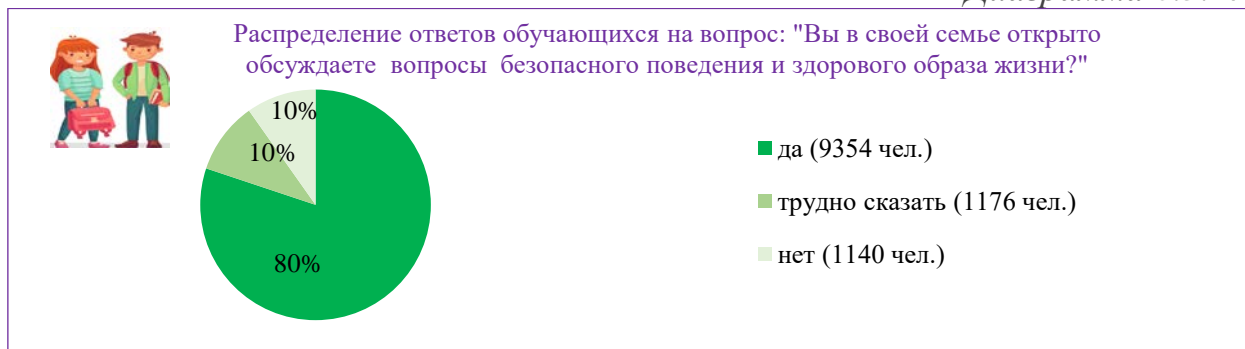 Распределение ответов обучающихся на вопрос: "Вы в своей семье открыто
обсуждаете вопросы безопасного поведения и здорового образа жизни?"
10%
10%
80%
да (9354 чел.)
трудно сказать (1176 чел.)
нет (1140 чел.)